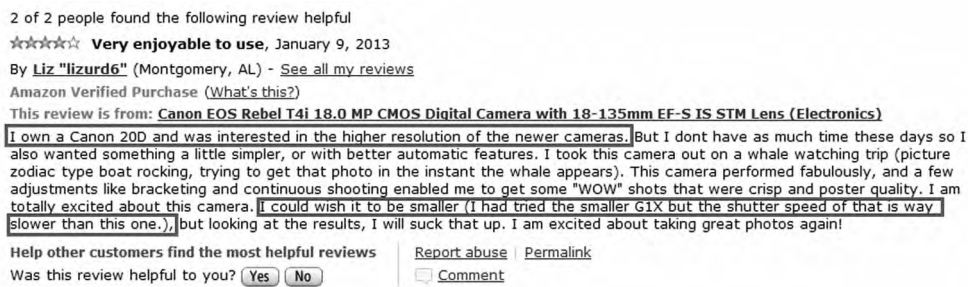 2 of 2 people found the following review helpful
Very enjoyable to use, January 9, 2013
By Liz "lizurd6" (Montgomery, AL) - See all my reviews
Amazon Verified Purchase (What's this?)
This review is from: Canon EOS Rebel T4i 18.0 MP CMOS Digital Camera with 18-135mm EF-S IS STM Lens (Electronics)
I own a Canon 20D and was interested in the higher resolution of the newer cameras. But I dont have as much time these days so I
also wanted something a little simpler, or with better automatic features. I took this camera out on a whale watching trip (picture
zodiac type boat rocking, trying to get that photo in the instant the whale appears). This camera performed fabulously, and a few
adjustments like bracketing and continuous shooting enabled me to get some "WOW" shots that were crisp and poster quality. I am
totally excited about this camera. I could wish it to be smaller (I had tried the smaller G1X but the shutter speed of that is way
slower than this one.), but looking at the results, I will suck that up. I am excited about taking great photos again!
Help other customers find the most helpful reviews Report abuse | Permalink
Was this review helpful to you? Yes No Comment